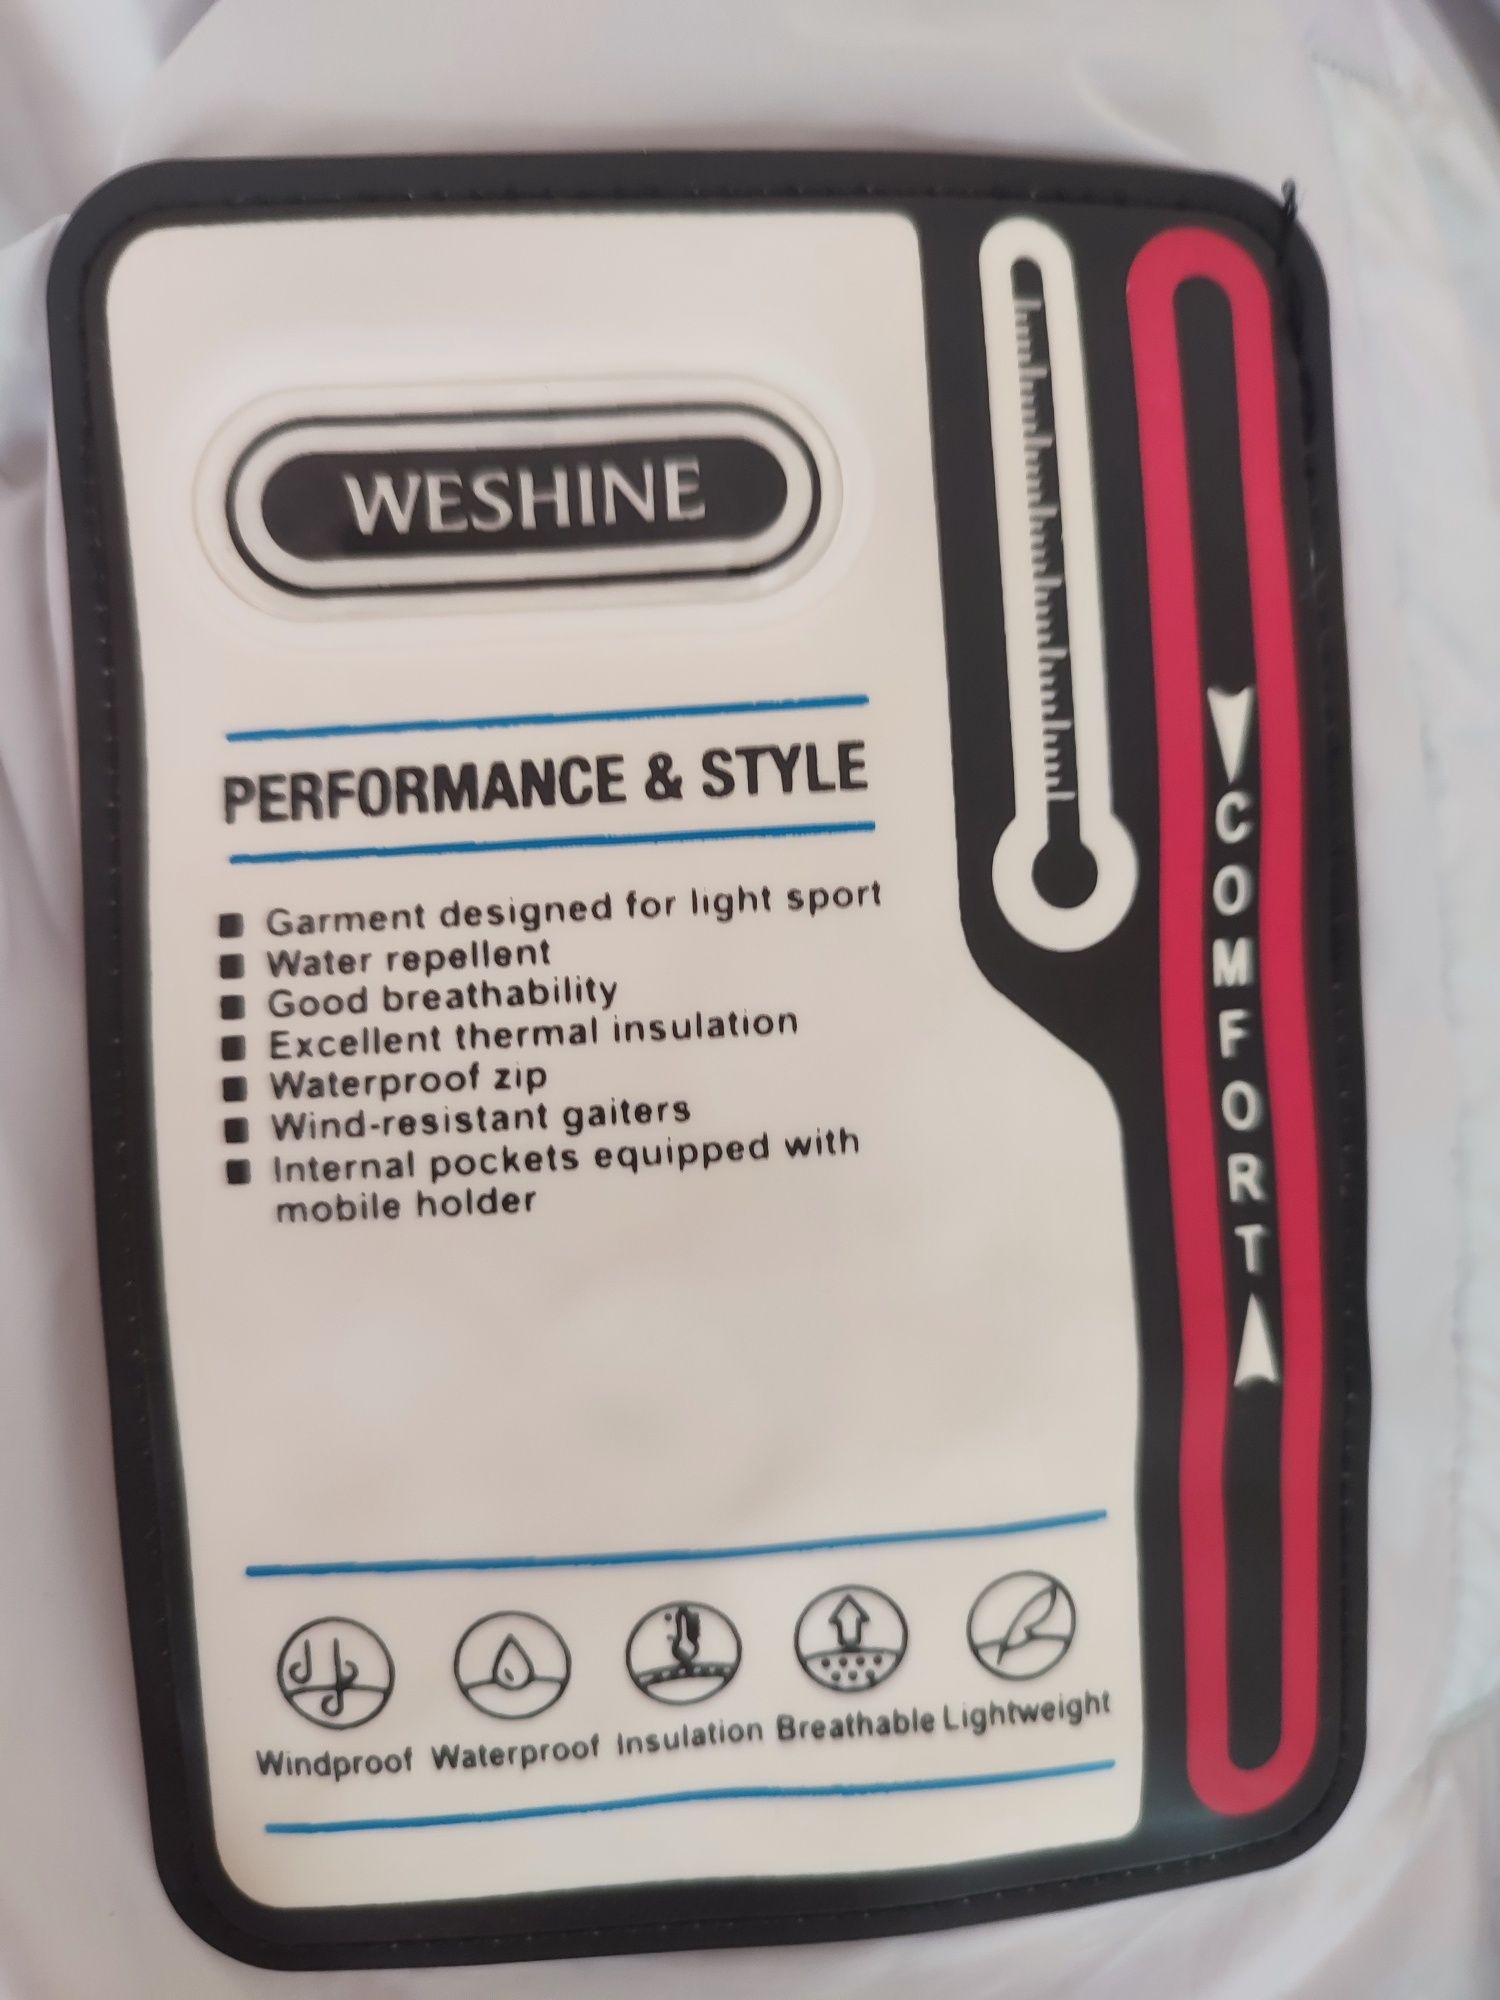 WESHINE
PERFORMANCE & STYLE
Garment designed for light sport
Water repellent
Good breathability
Excellent thermal insulation
Waterproof zip
Wind-resistant gaiters
Internal pockets equipped with
mobile holder
Windproof Waterproof Insulation Breathable Lightweight
COMFORT